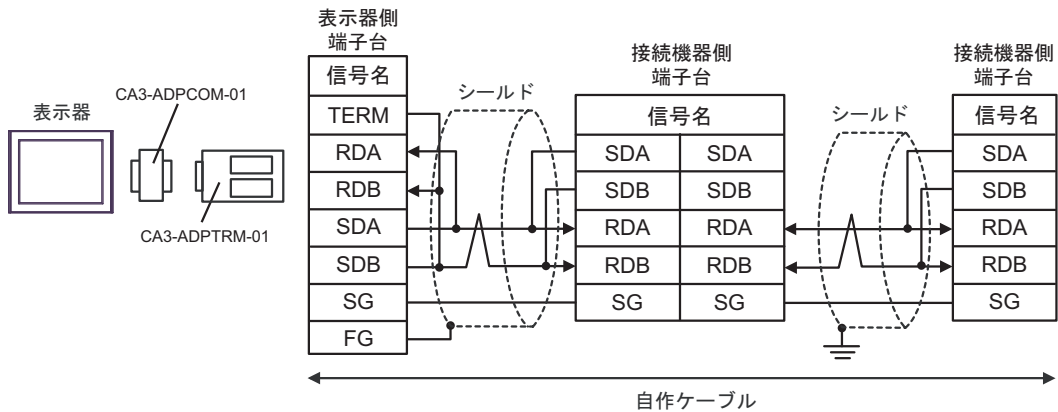 表示器
CA3-ADPCOM-01
CA3-ADPTRM-01
表示器側
端子台
信号名
TERM
RDA
RDB
SDA
SDB
SG
FG
シールド
接続機器側
端子台
信号名
SDA SDA
SDB SDB
RDA RDA
RDB RDB
SG SG
シールド
接続機器側
端子台
信号名
SDA
SDB
RDA
RDB
SG
自作ケーブル